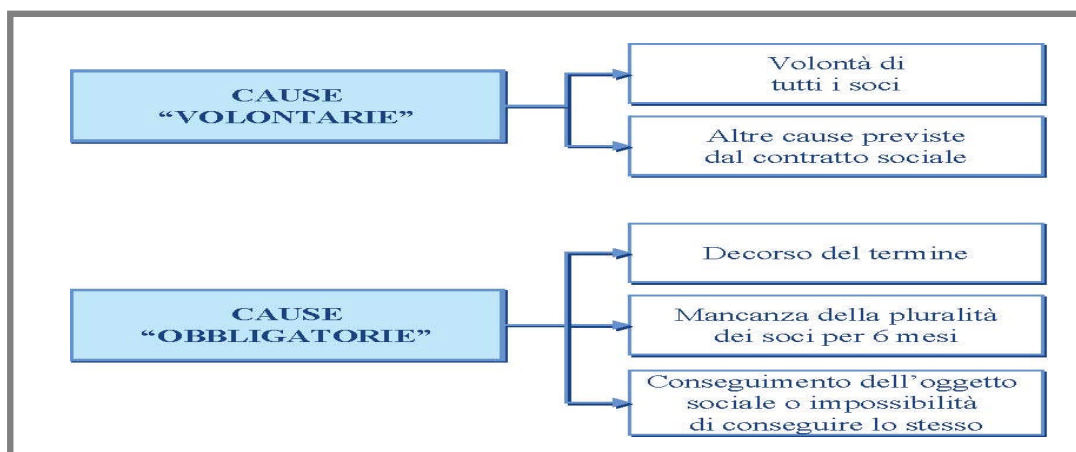 CAUSE
“VOLONTARIE”
Volontà di
tutti i soci
Altre cause previste
dal contratto sociale
CAUSE
“OBBLIGATORIE”
Decorso del termine
Mancanza della pluralità
dei soci per 6 mesi
Conseguimento dell’oggetto
sociale o impossibilità
di conseguire lo stesso